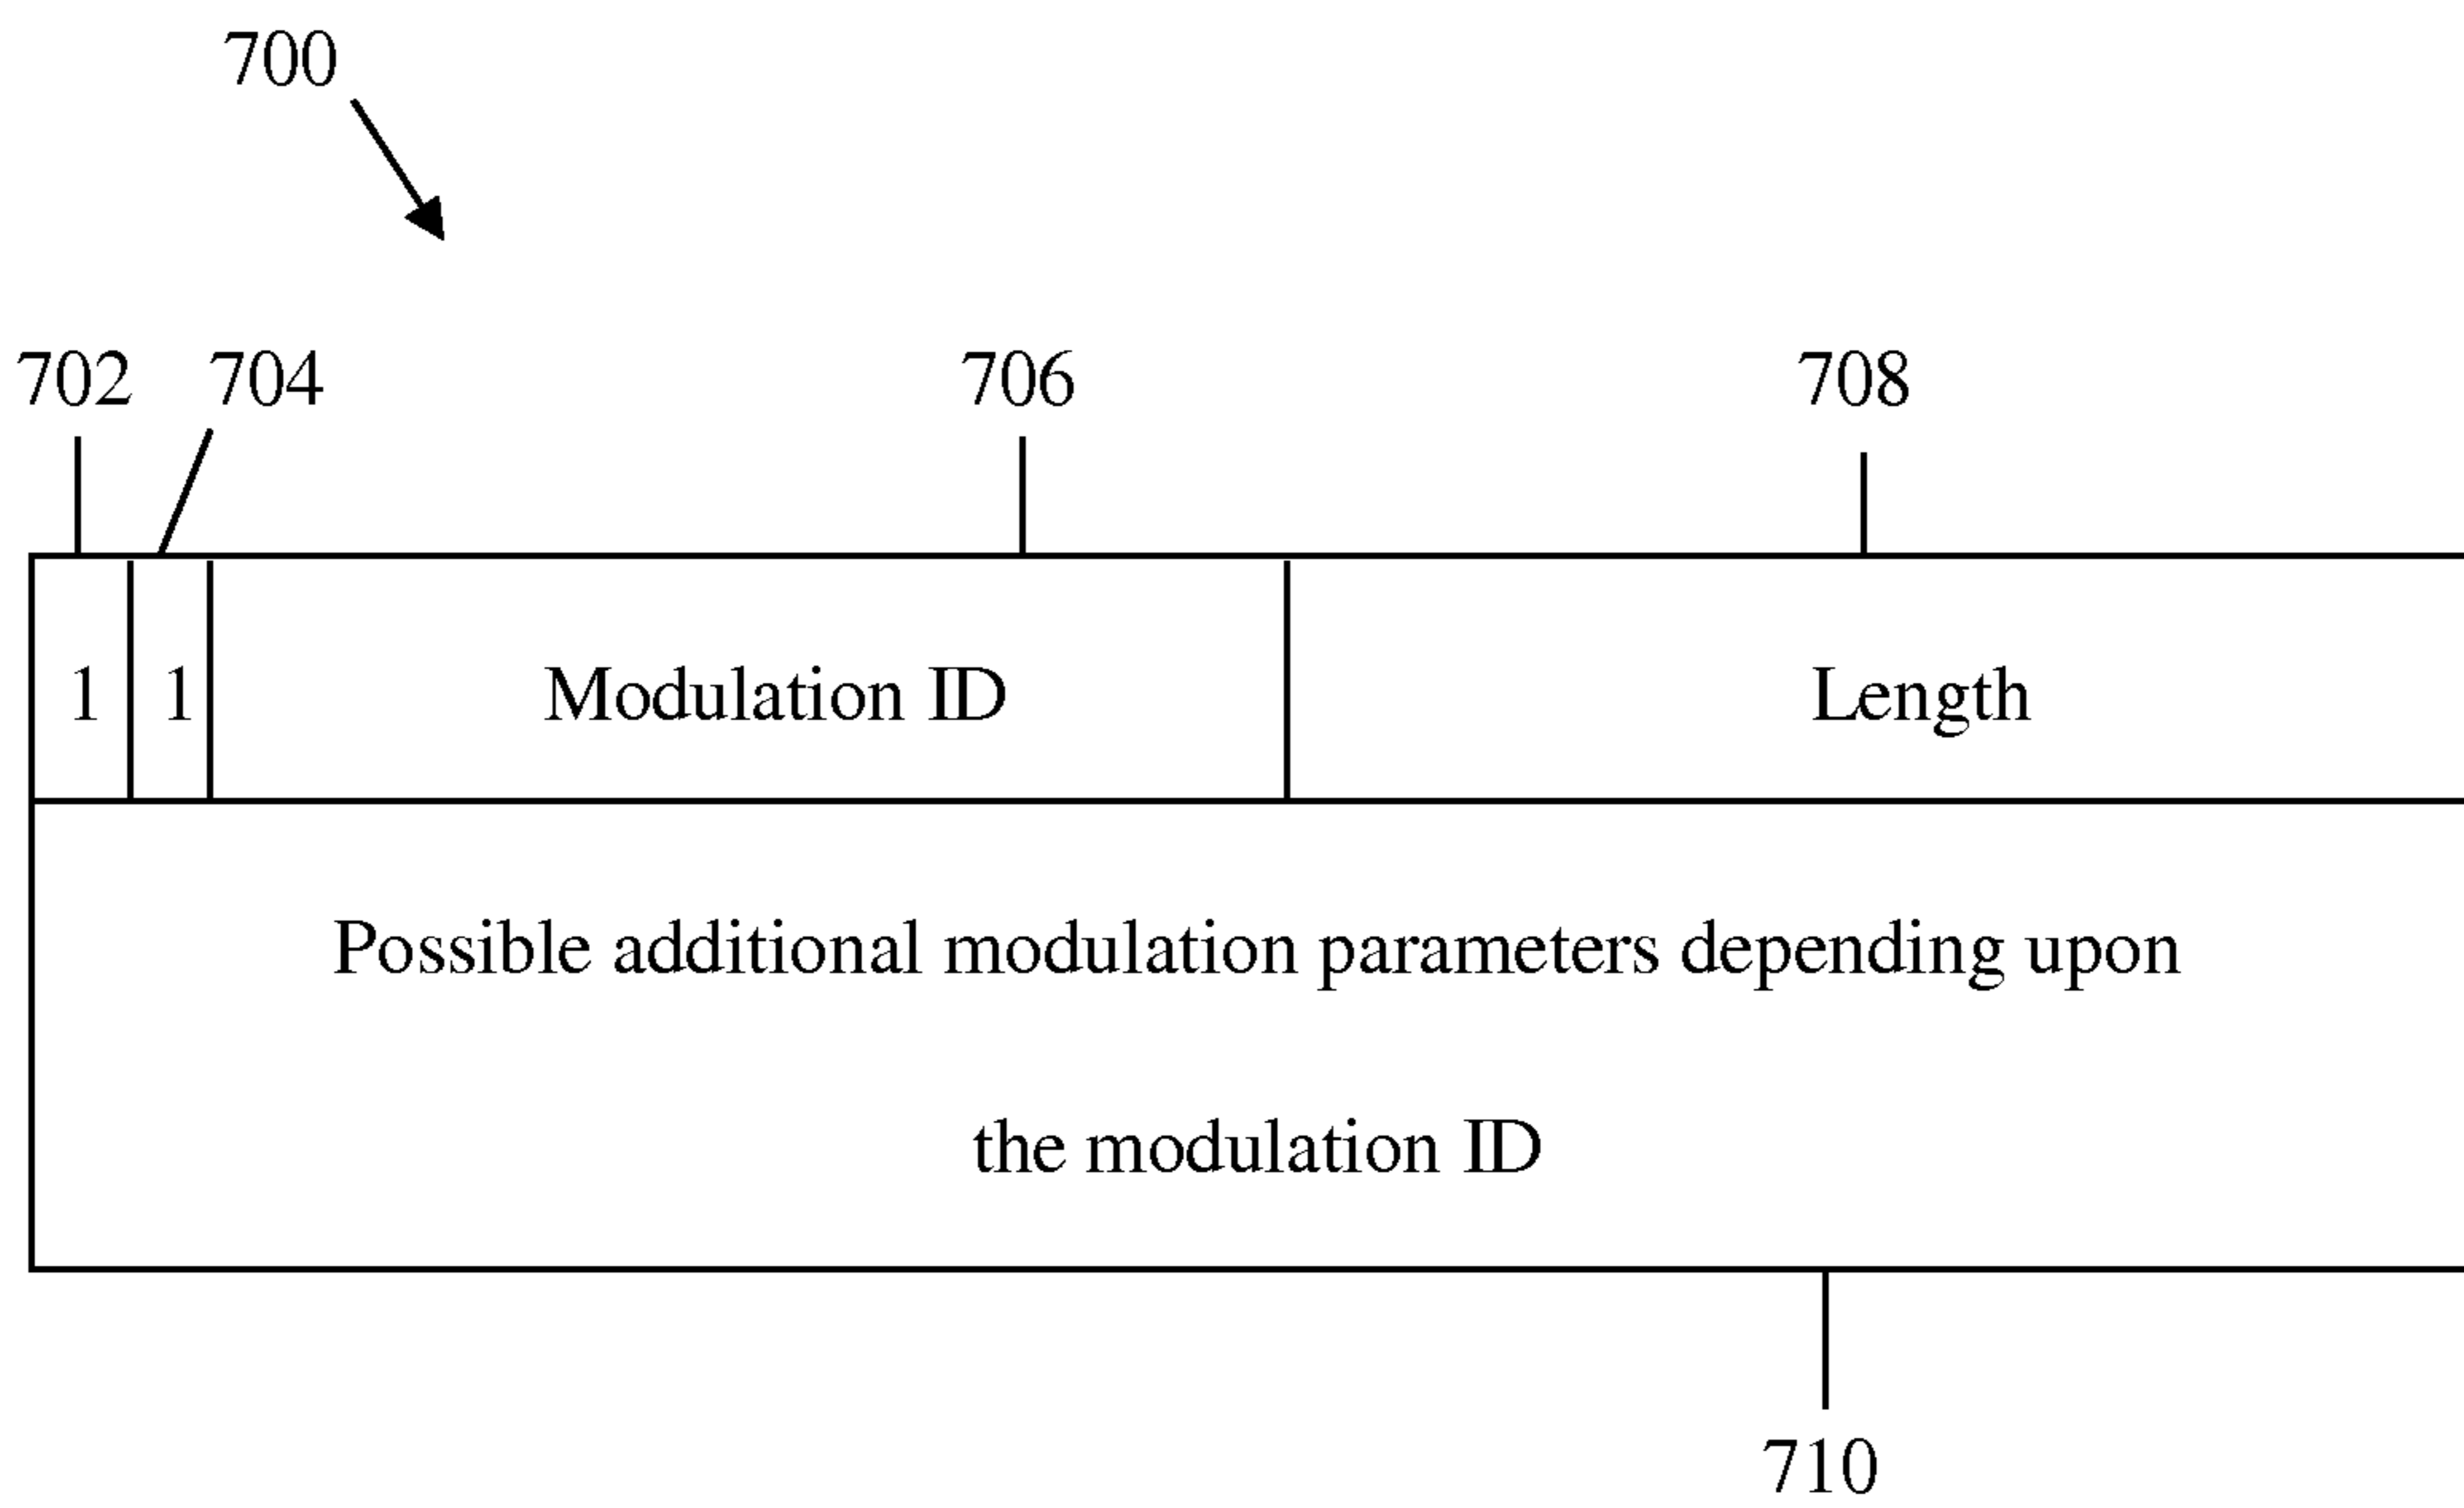 700
702 704 706 708
1 1 Modulation ID Length
Possible additional modulation parameters depending upon
the modulation ID
710